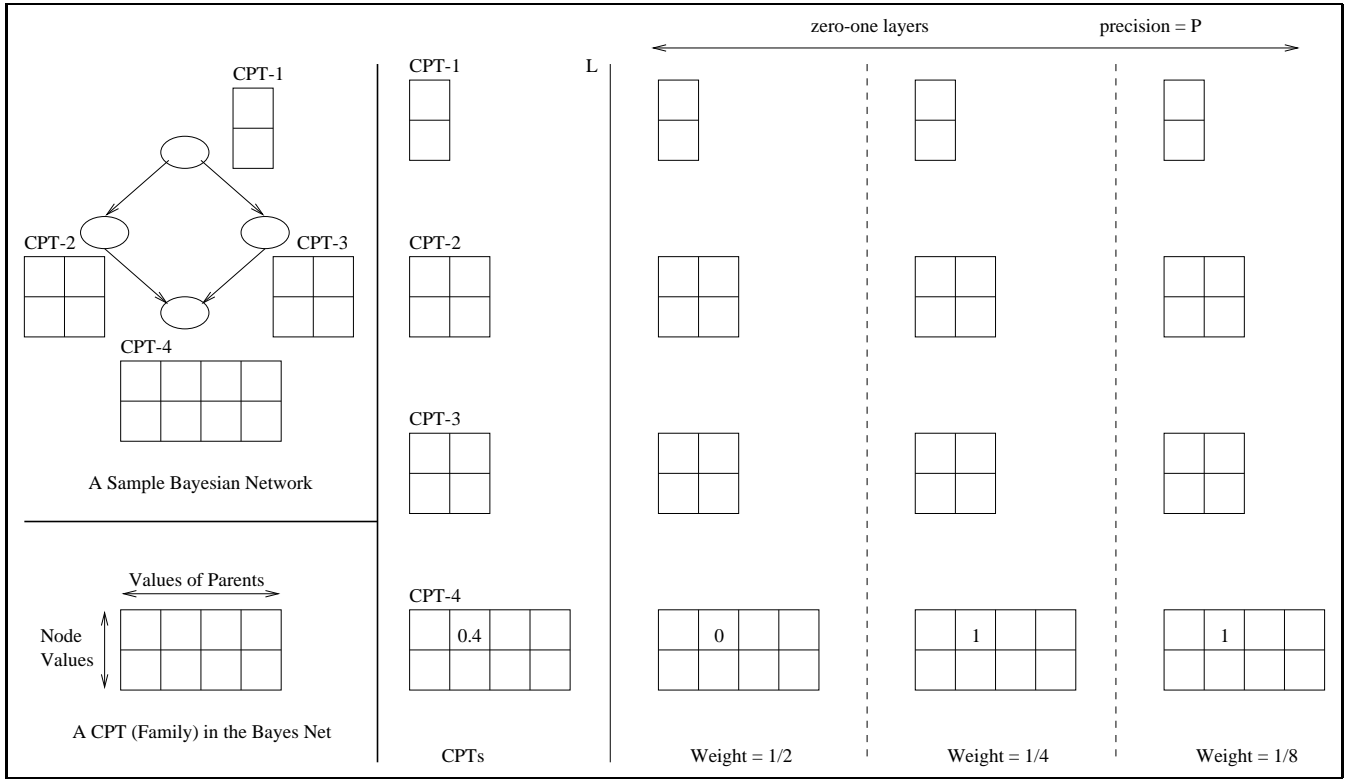 zero-one layers
precision = P
CPT-1
CPT-2
CPT-3
CPT-4
A Sample Bayesian Network
Values of Parents
Node
Values
A CPT (Family) in the Bayes Net
CPT-1
L
CPT-2
CPT-3
CPT-4
0.4
0
1
1
CPTs
Weight = 1/2
Weight = 1/4
Weight = 1/8